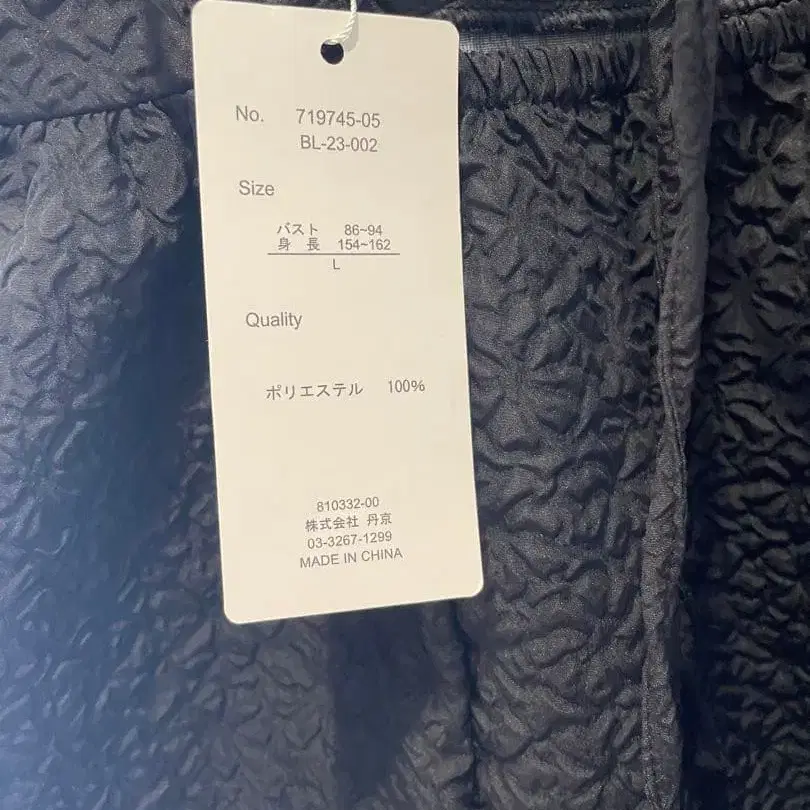 No. 719745-05
BL-23-002
Size
バスト 86~94
身 長 154~162
L
Quality
ポリエステル 100%
810332-00
株式会社 丹京
03-3267-1299
MADE IN CHINA